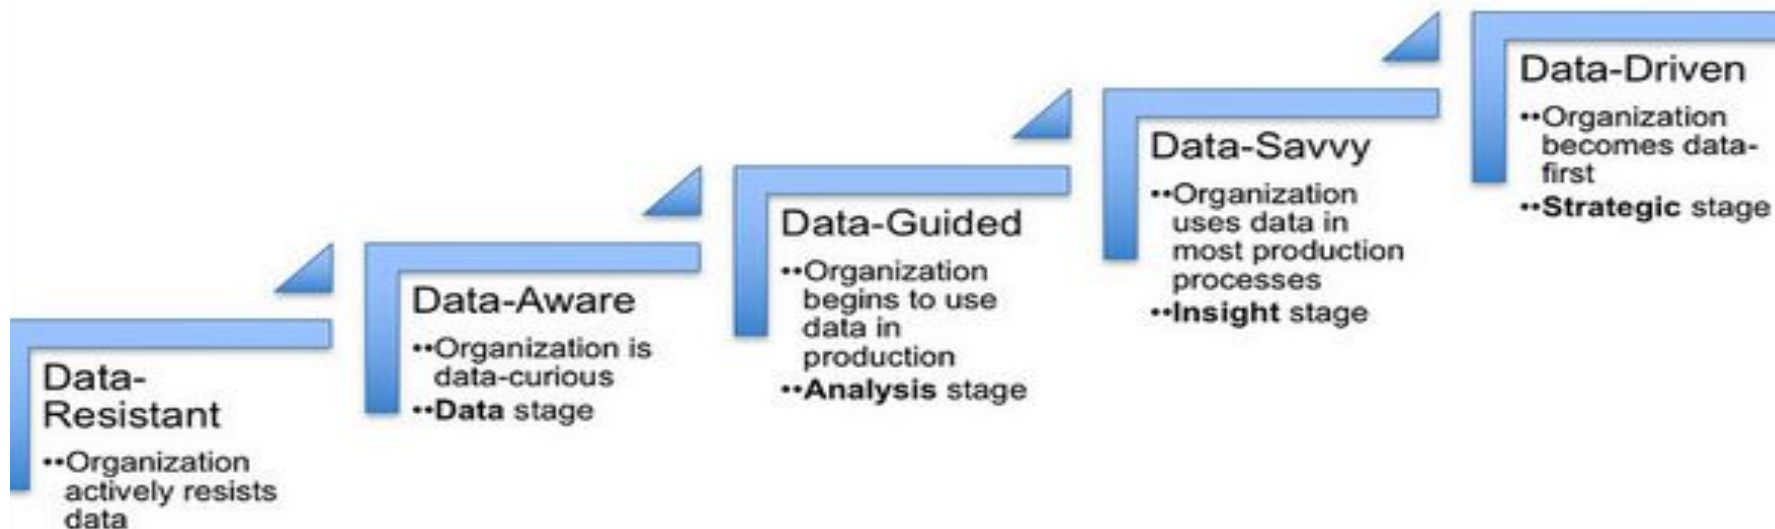 Data-
Resistant
••Organization
actively resists
data
Data-Aware
••Organization is
data-curious
••Data stage
Data-Guided
••Organization
begins to use
data in
production
••Analysis stage
Data-Savvy
••Organization
uses data in
most production
processes
••Insight stage
Data-Driven
••Organization
becomes data-
first
••Strategic stage